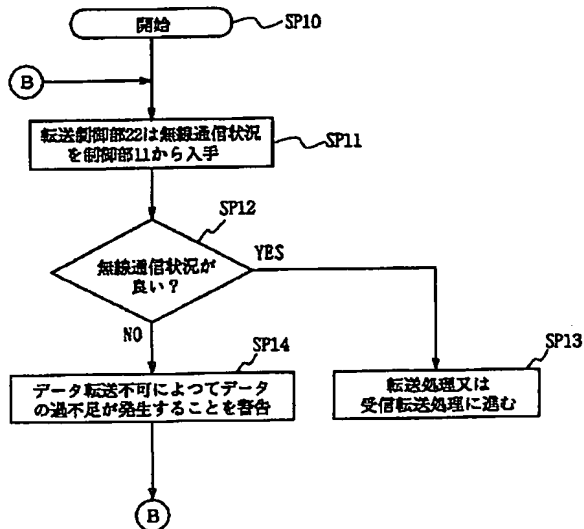 開始
SP10
B
転送制御部22は無線通信状況
を制御部11から入手
SP11
SP12
無線通信状況が
良い?
YES
NO
SP14
SP13
データ転送不可によつてデータ
の過不足が発生することを警告
転送処理又は
受信転送処理に進む
B